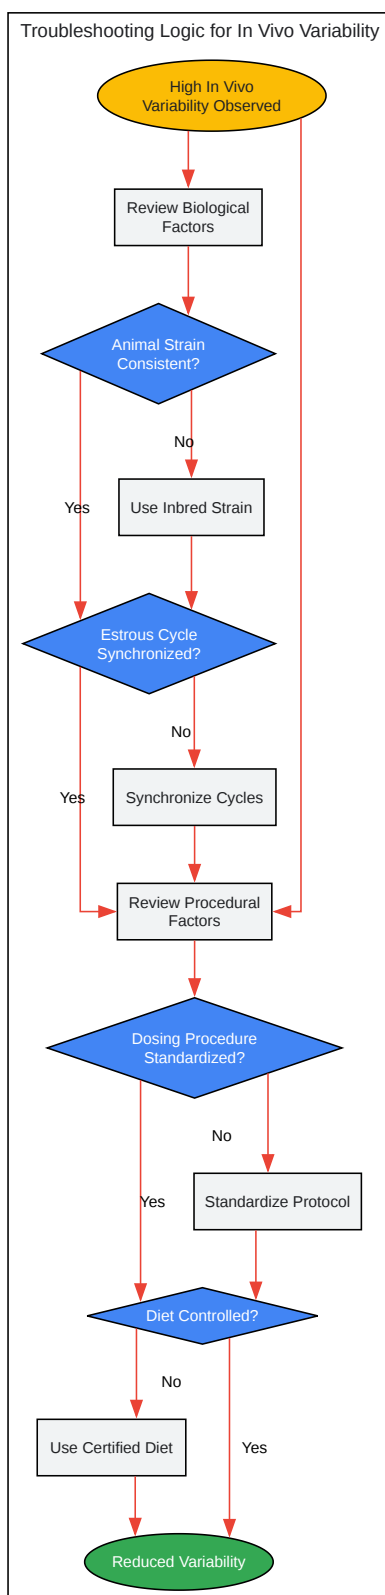 Troubleshooting Logic for In Vivo Variability
High In Vivo
Variability Observed
Review Biological
Factors
Animal Strain
Consistent?
No
Yes
Use Inbred Strain
Estrous Cycle
Synchronized?
No
Yes
Synchronize Cycles
Review Procedural
Factors
Dosing Procedure
Standardized?
No
Yes
Standardize Protocol
Diet Controlled?
No
Use Certified Diet
Yes
Reduced Variability